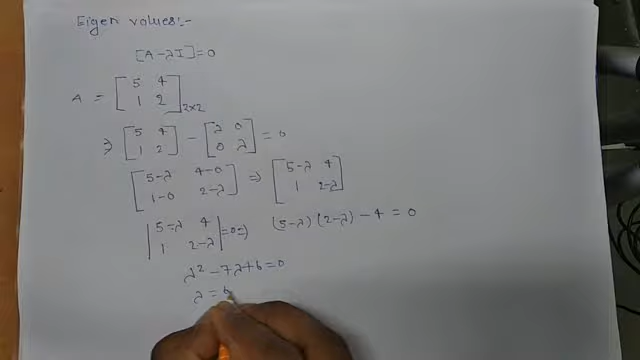 Eigen values:-
[A-λI]=0
A = [5 4
1 2]2x2
⇒ [5 4
1 2] - [λ 0
0 λ] = 0
[5-λ 4-0
1-0 2-λ] ⇒ [5-λ 4
1 2-λ]
|5-λ 4
1 2-λ| =0⇒ (5-λ)(2-λ)-4=0
λ²-7λ+6=0
λ=6